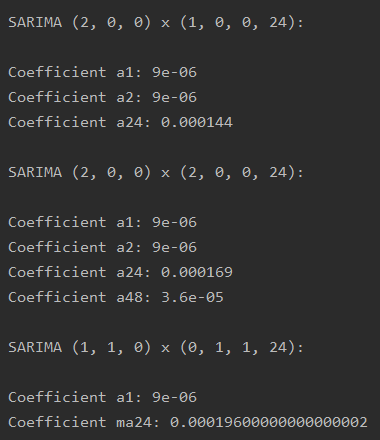 SARIMA (2, 0, 0) x (1, 0, 0, 24):
Coefficient a1: 9e-06
Coefficient a2: 9e-06
Coefficient a24: 0.000144
SARIMA (2, 0, 0) x (2, 0, 0, 24):
Coefficient a1: 9e-06
Coefficient a2: 9e-06
Coefficient a24: 0.000169
Coefficient a48: 3.6e-05
SARIMA (1, 1, 0) x (0, 1, 1, 24):
Coefficient a1: 9e-06
Coefficient ma24: 0.00019600000000000002